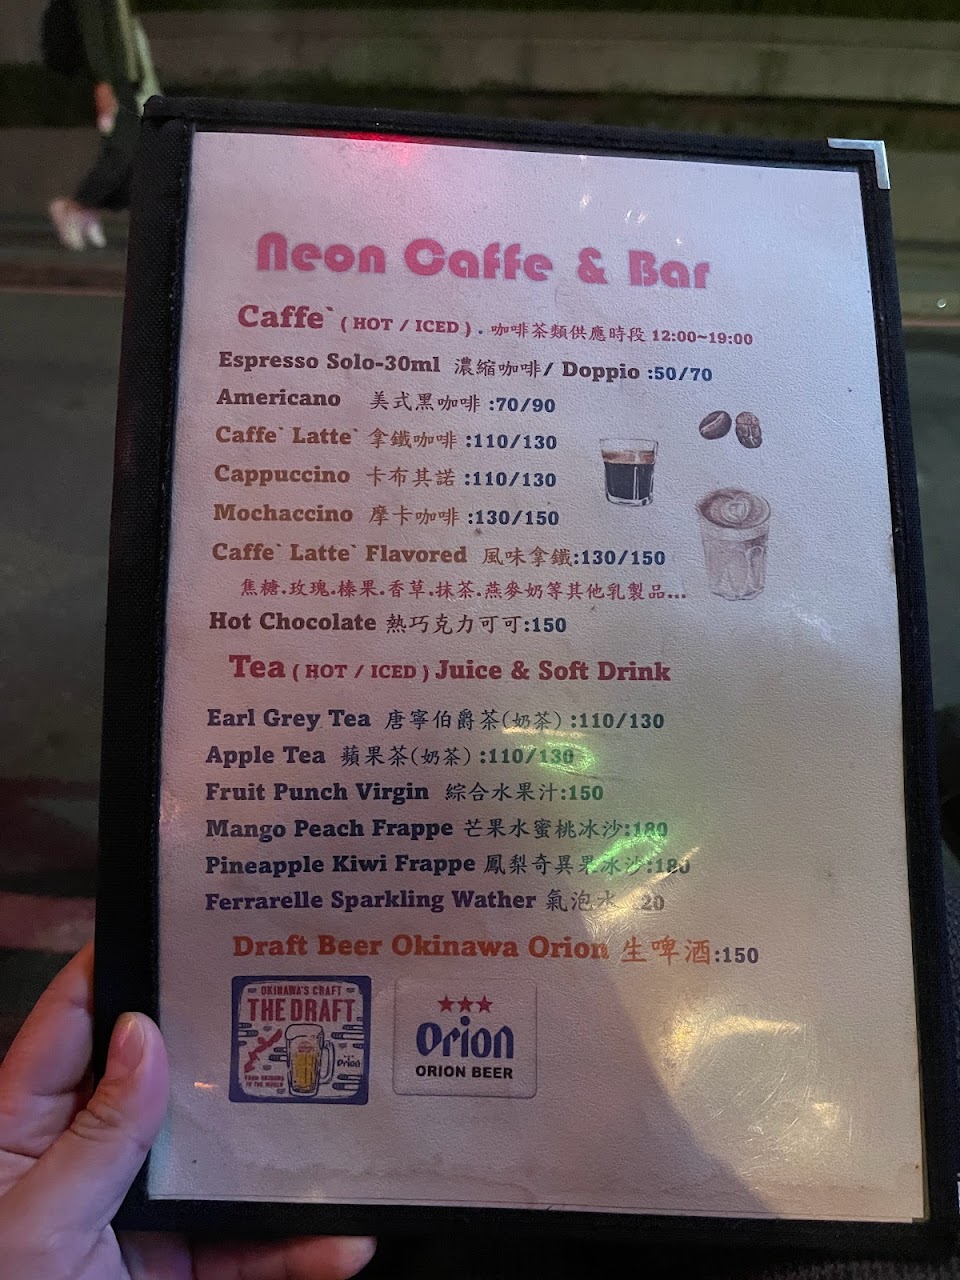 Neon Caffe & Bar
Caffe` ( HOT / ICED ) . 咖啡茶類供應時段 12:00~19:00
Espresso Solo-30ml 濃縮咖啡/ Doppio :50/70
Americano 美式黑咖啡 :70/90
Caffe` Latte` 拿鐵咖啡 :110/130
Cappuccino 卡布其諾 :110/130
Mochaccino 摩卡咖啡 :130/150
Caffe` Latte` Flavored 風味拿鐵:130/150
焦糖.玫瑰.榛果.香草.抹茶.燕麥奶等其他乳製品...
Hot Chocolate 熱巧克力可可:150
Tea ( HOT / ICED ) Juice & Soft Drink
Earl Grey Tea 唐寧伯爵茶(奶茶) :110/130
Apple Tea 蘋果茶(奶茶) :110/130
Fruit Punch Virgin 綜合水果汁:150
Mango Peach Frappe 芒果水蜜桃冰沙:180
Pineapple Kiwi Frappe 鳳梨奇異果冰沙:180
Ferrarelle Sparkling Wather 氣泡水 20
Draft Beer Okinawa Orion 生啤酒:150
OKINAWA'S CRAFT
THE DRAFT
Orion
FROM OKINAWA
TO THE WORLD
Orion
ORION BEER